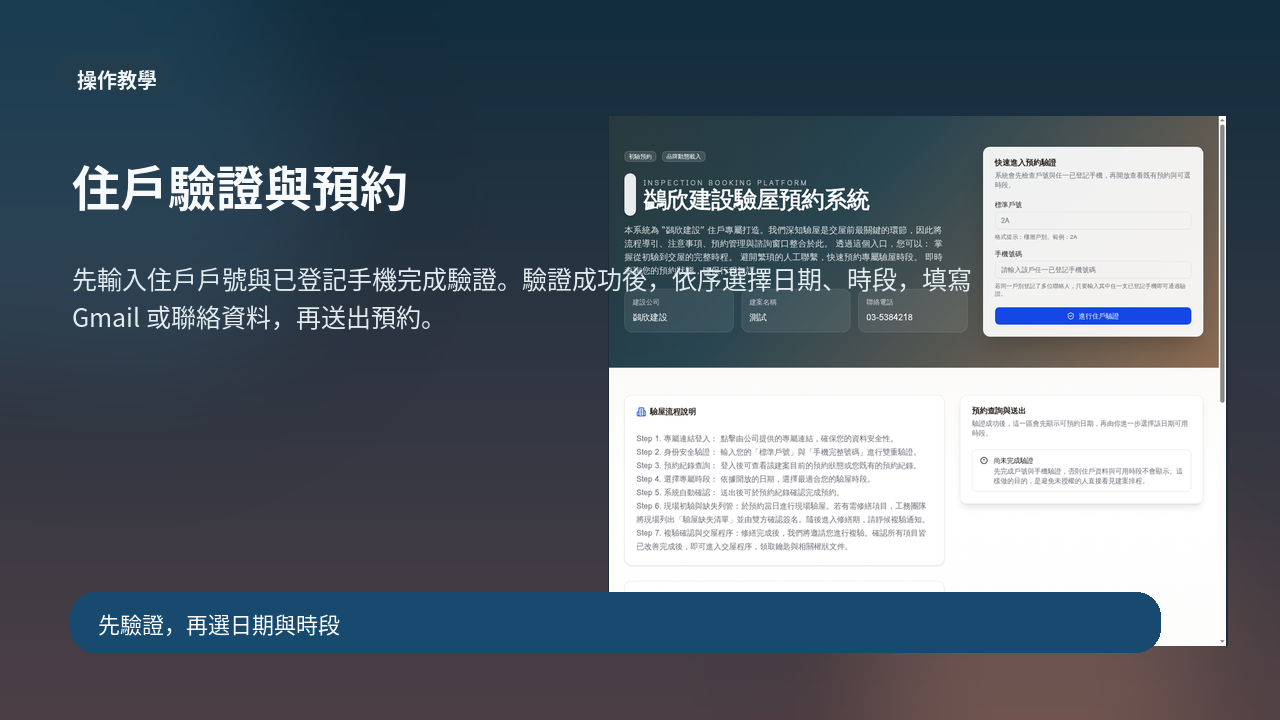 操作教學
住戶驗證與預約
先輸入住戶戶號與已登記手機完成驗證。驗證成功後，依序選擇日期、時段，填寫
Gmail 或聯絡資料，再送出預約。
初驗預約
品牌動態載入
INSPECTION BOOKING PLATFORM
鷁欣建設驗屋預約系統
本系統為 "鷁欣建設" 住戶專屬打造。我們深知驗屋是交屋前最關鍵的環節，因此將
流程導引、注意事項、預約管理與諮詢窗口整合於此。 透過這個入口，您可以： 掌
握從初驗到交屋的完整時程。 避開繁瑣的人工聯繫，快速預約專屬驗屋時段。 即時
建設公司
鷁欣建設
建案名稱
測試
聯絡電話
03-5384218
快速進入預約驗證
系統會先檢查戶號與任一已登記手機，再開放查看既有預約與可選
時段。
標準戶號
2A
格式提示：樓層戶別。範例：2A
手機號碼
請輸入該戶任一已登記手機號碼
若同一戶別登記了多位聯絡人，只要輸入其中任一支已登記手機即可通過驗
證。
進行住戶驗證
驗屋流程說明
Step 1. 專屬連結登入： 點擊由公司提供的專屬連結，確保您的資料安全性。
Step 2. 身份安全驗證： 輸入您的「標準戶號」與「手機完整號碼」進行雙重驗證。
Step 3. 預約紀錄查詢： 登入後可查看該建案目前的預約狀態或您既有的預約紀錄。
Step 4. 選擇專屬時段： 依據開放的日期，選擇最適合您的驗屋時段。
Step 5. 系統自動確認： 送出後可於預約紀錄確認完成預約。
Step 6. 現場初驗與缺失列管：於預約當日進行現場驗屋。若有需修繕項目，工務團隊
將現場列出「驗屋缺失清單」並由雙方確認簽名。隨後進入修繕期，請靜候複驗通知。
Step 7. 複驗確認與交屋程序：修繕完成後，我們將邀請您進行複驗。確認所有項目皆
已改善完成後，即可進入交屋程序，領取鑰匙與相關權狀文件。
預約查詢與送出
驗證成功後，這一區會先顯示可預約日期，再由你進一步選擇該日期可用
時段。
尚未完成驗證
先完成戶號與手機驗證，否則住戶資料與可用時段不會顯示。這
樣做的目的，是避免未授權的人直接看見建案排程。
先驗證，再選日期與時段